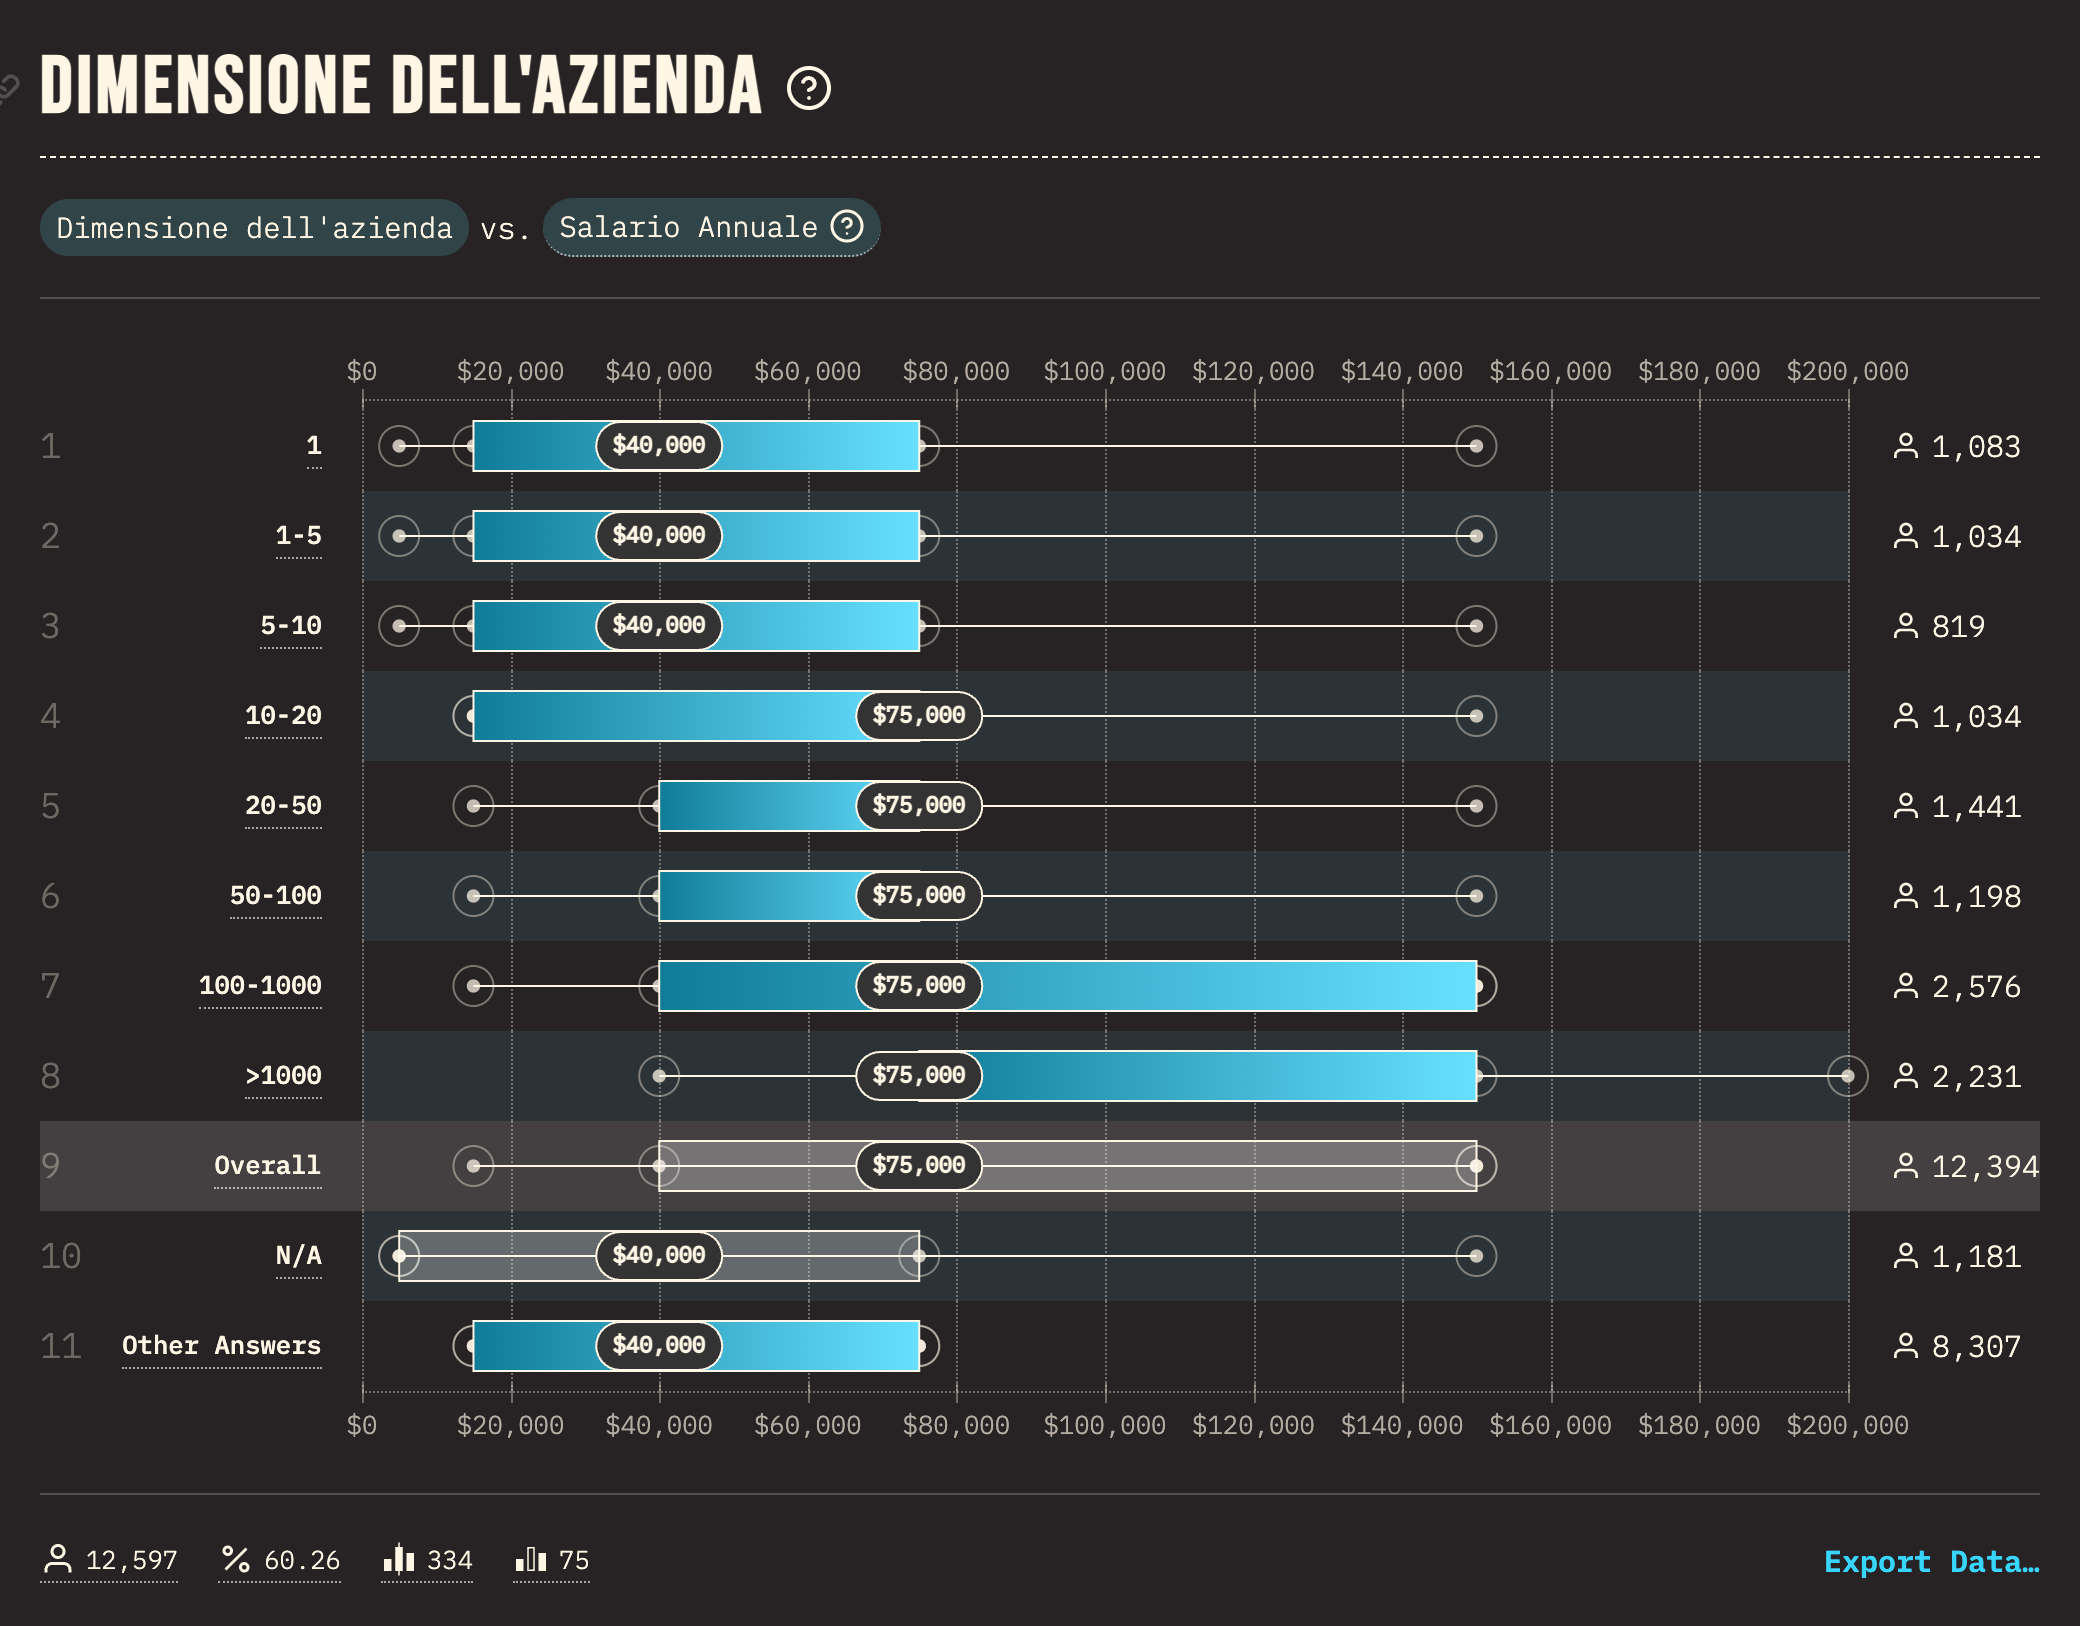 DIMENSIONE DELL'AZIENDA
Dimensione dell'azienda vs. Salario Annuale
$0 $20,000 $40,000 $60,000 $80,000 $100,000 $120,000 $140,000 $160,000 $180,000 $200,000
1 1 $40,000 1,083
2 1-5 $40,000 1,034
3 5-10 $40,000 819
4 10-20 $75,000 1,034
5 20-50 $75,000 1,441
6 50-100 $75,000 1,198
7 100-1000 $75,000 2,576
8 >1000 $75,000 2,231
9 Overall $75,000 12,394
10 N/A $40,000 1,181
11 Other Answers $40,000 8,307
$0 $20,000 $40,000 $60,000 $80,000 $100,000 $120,000 $140,000 $160,000 $180,000 $200,000
12,597 % 60.26 334 75 Export Data…